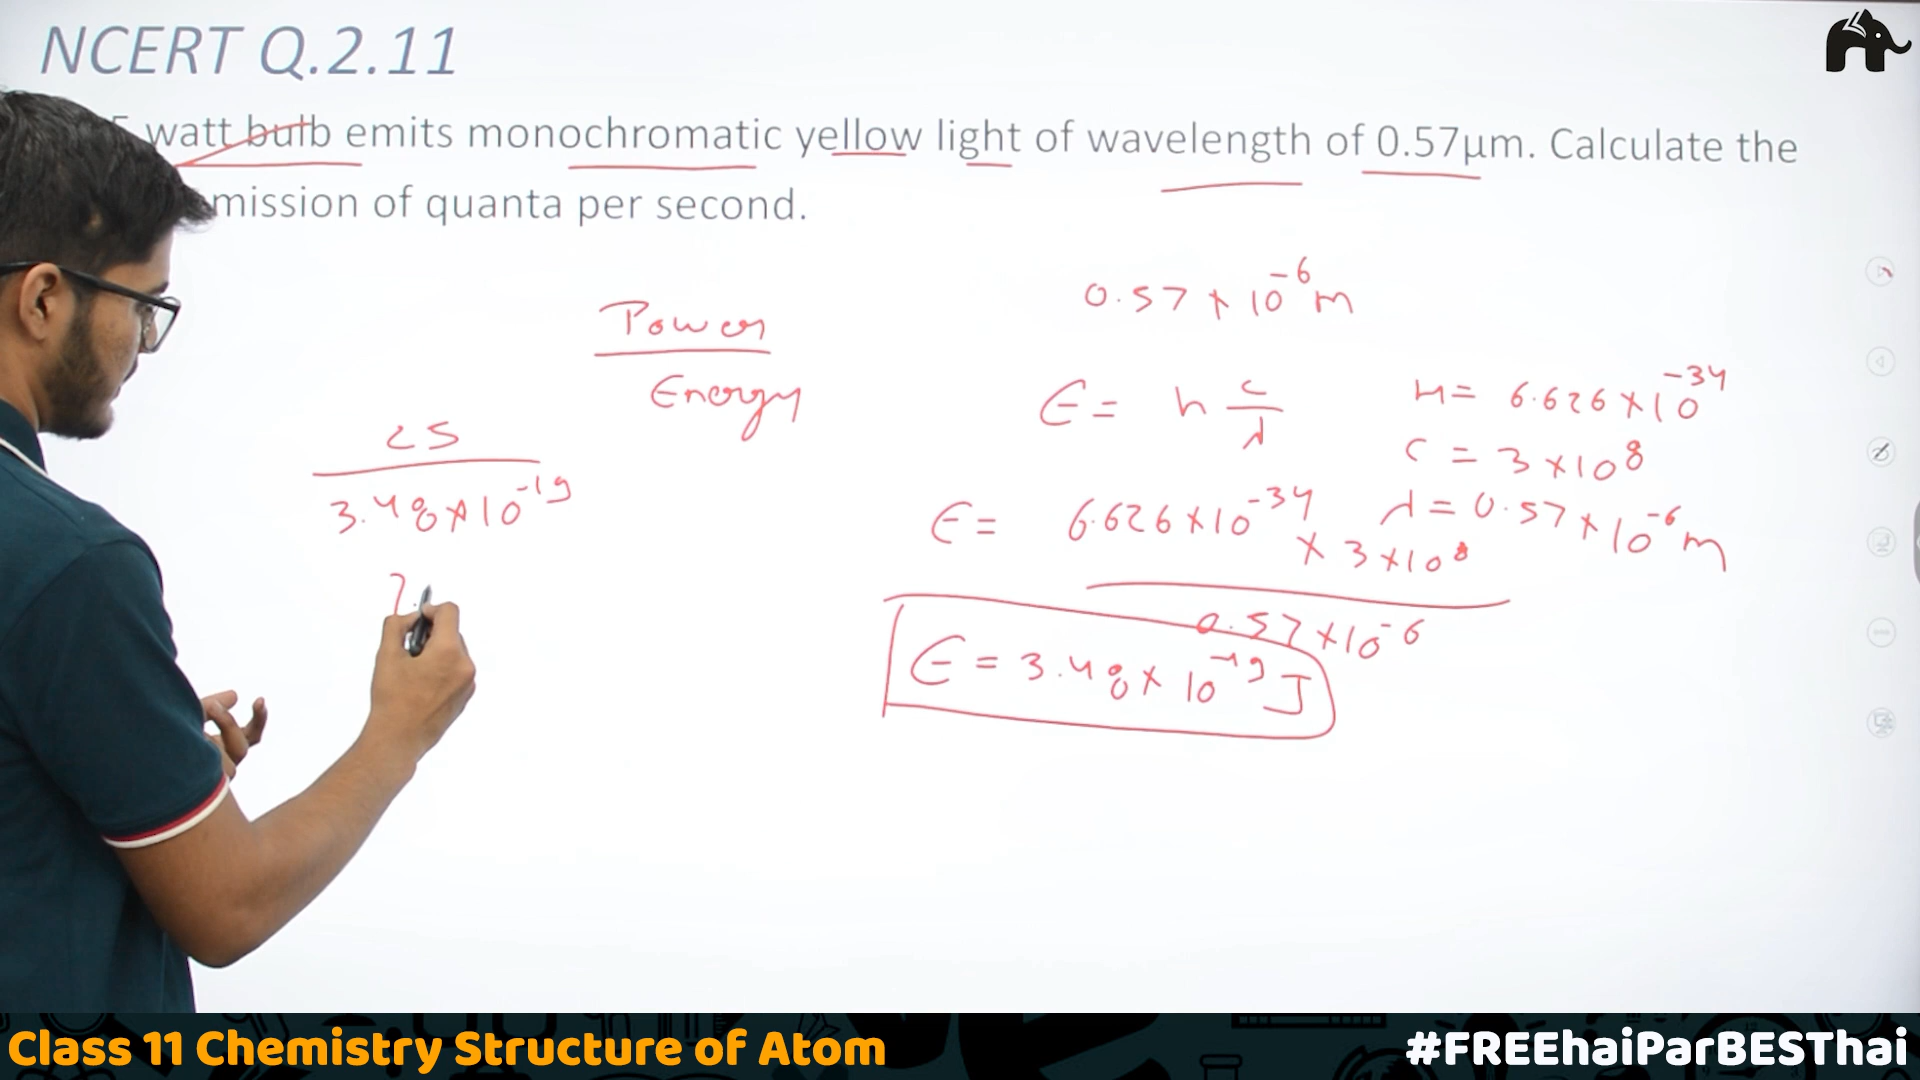 NCERT Q.2.11
watt bulb emits monochromatic yellow light of wavelength of 0.57μm. Calculate the
mission of quanta per second.
0.57 × 10⁻⁶ m
Power
Energy
E = h c/λ
h = 6.626 × 10⁻³⁴
c = 3 × 10⁸
λ = 0.57 × 10⁻⁶ m
25
3.48 × 10⁻¹⁹
7.
E = 6.626 × 10⁻³⁴ × 3 × 10⁸
0.57 × 10⁻⁶
E = 3.48 × 10⁻¹⁹ J
Class 11 Chemistry Structure of Atom
#FREEhaiParBESThai